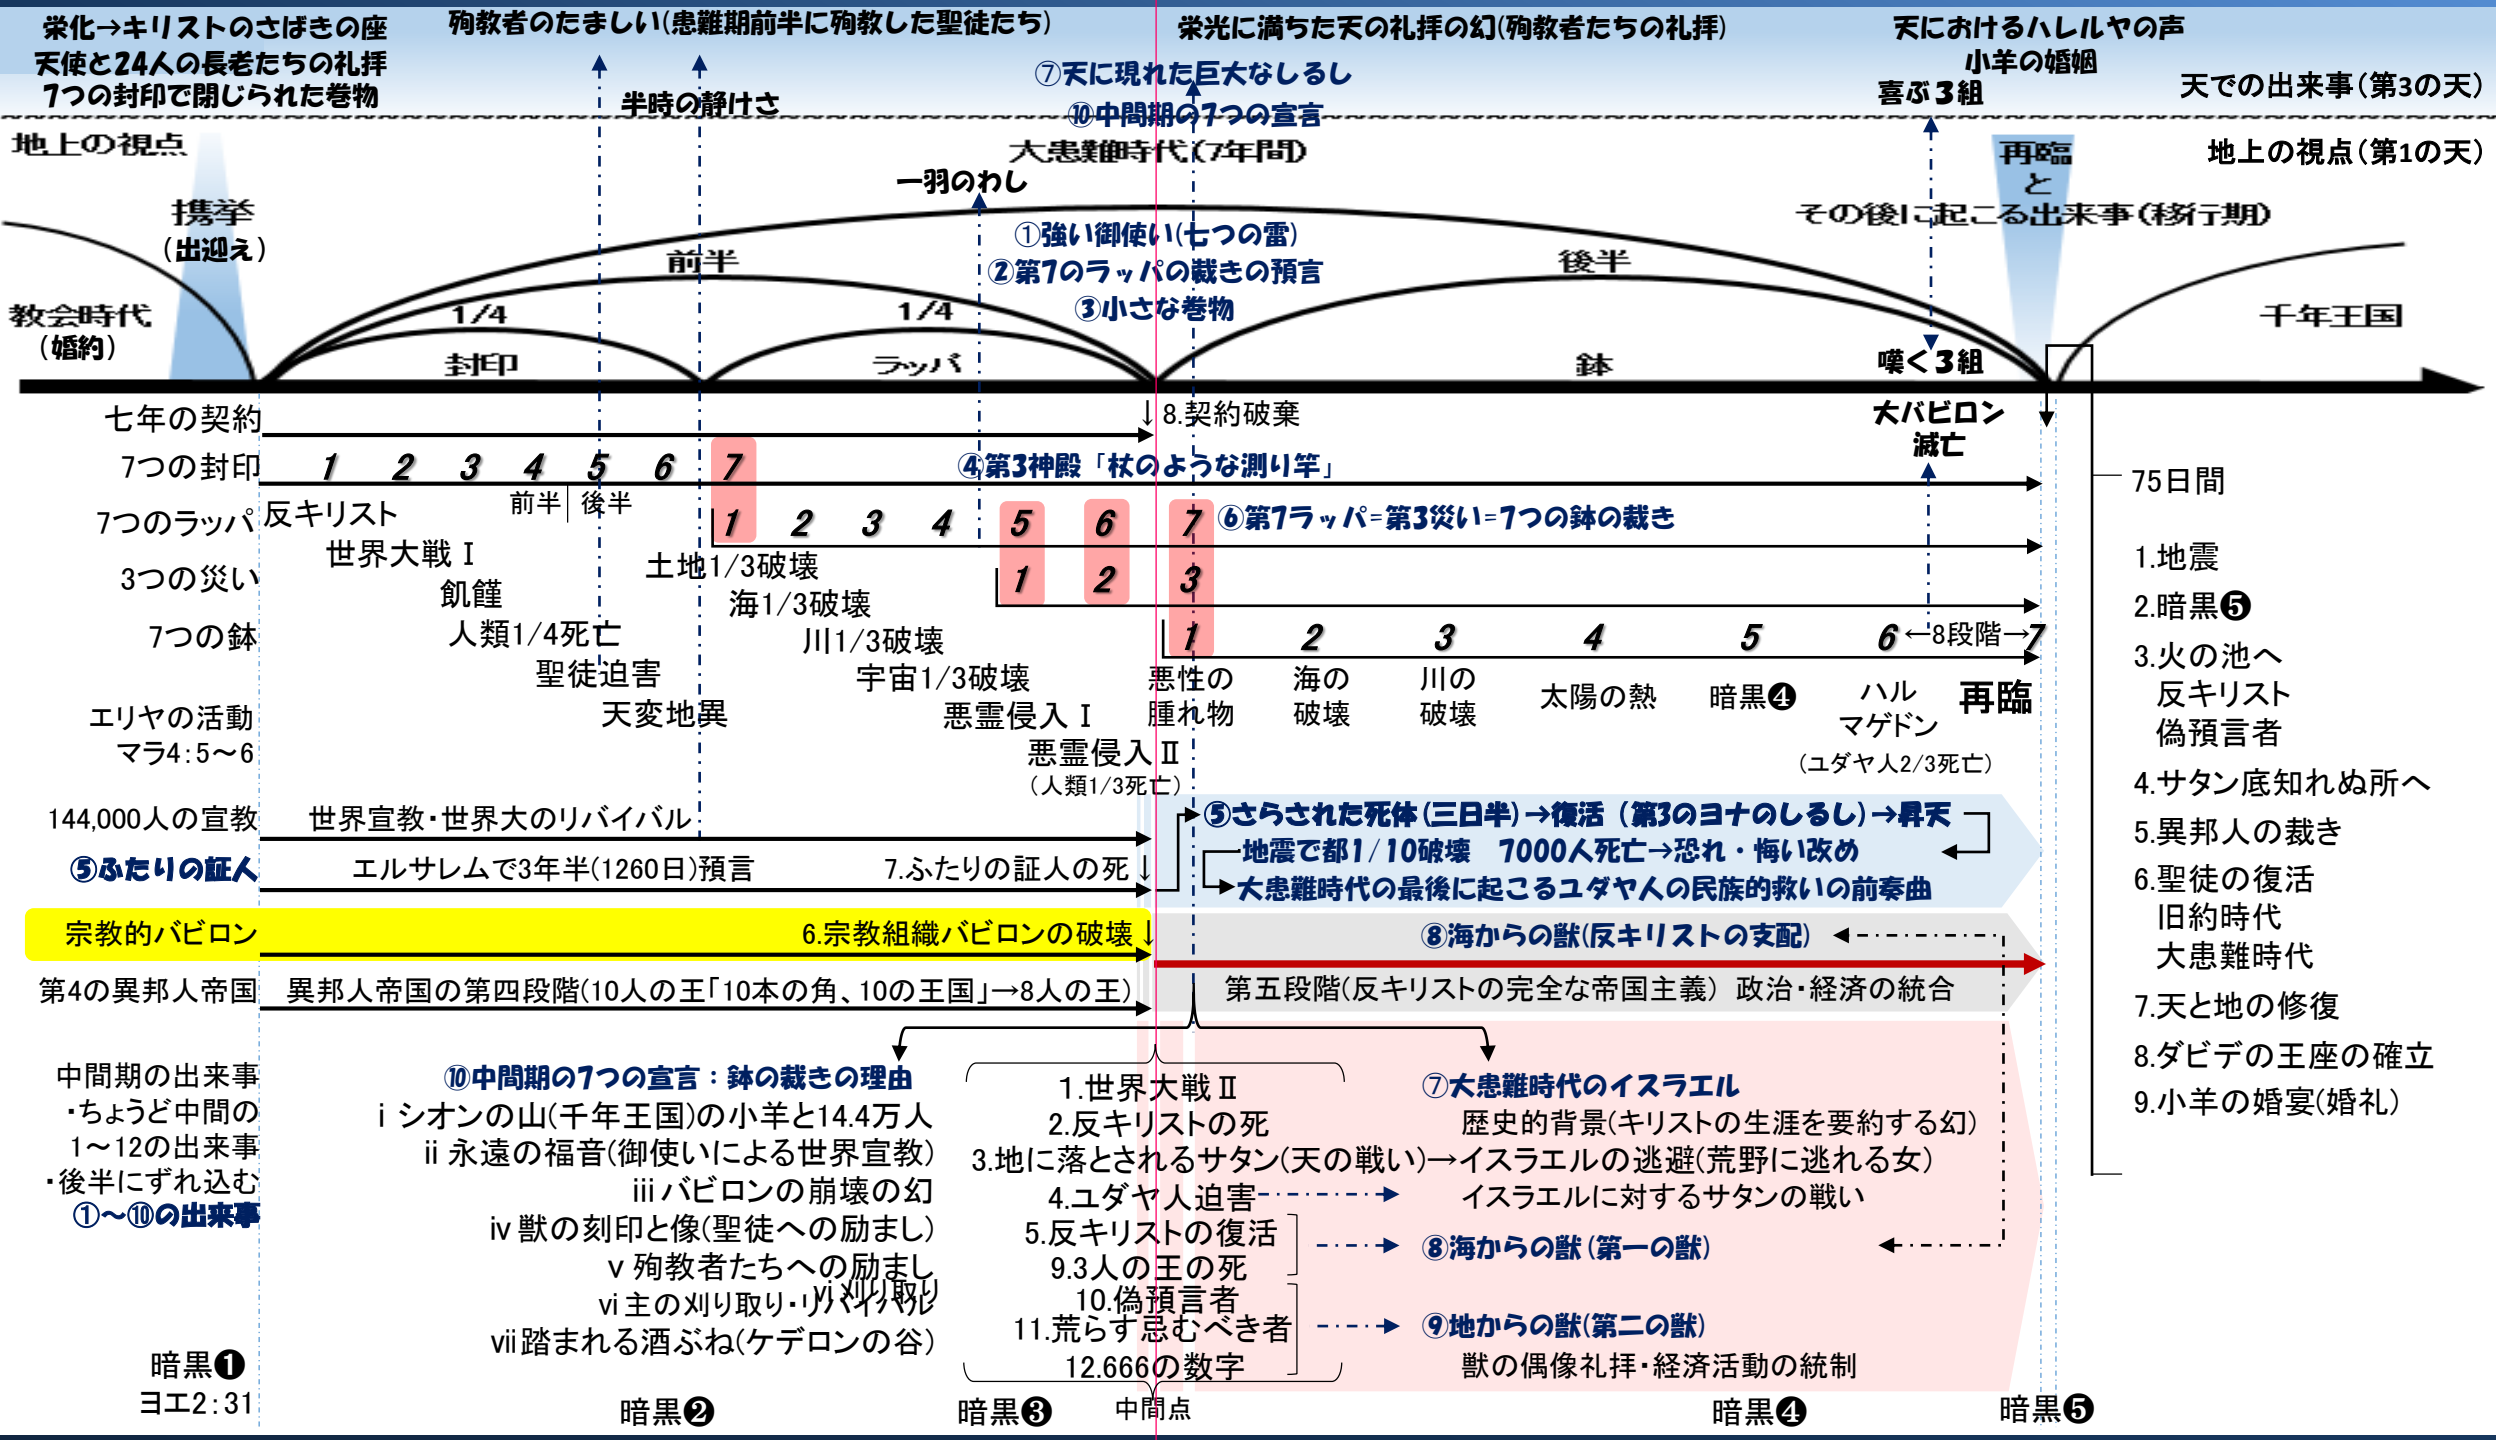 栄化→キリストのさばきの座
天使と24人の長老たちの礼拝
7つの封印で閉じられた巻物
殉教者のたましい(患難期前半に殉教した聖徒たち)
半時の静けさ
栄光に満ちた天の礼拝の幻(殉教者たちの礼拝)
⑦天に現れた巨大なしるし
⑩中間期の7つの宣言
天におけるハレルヤの声
小羊の婚姻
喜ぶ3組
天での出来事(第3の天)
地上の視点
大患難時代(7年間)
再臨
と
その後に起こる出来事(移行期)
地上の視点(第1の天)
携挙
(出迎え)
一羽のわし
①強い御使い(七つの雷)
②第7のラッパの裁きの預言
③小さな巻物
前半
後半
教会時代
(婚約)
1/4
1/4
千年王国
封印
ラッパ
鉢
嘆く3組
七年の契約
↓8.契約破棄
大バビロン
滅亡
7つの封印
1 2 3 4 5 6 7
④第3神殿「杖のような測り竿」
前半 後半
7つのラッパ
反キリスト
1 2 3 4 5 6 7
⑥第7ラッパ=第3災い=7つの鉢の裁き
世界大戦Ⅰ
土地1/3破壊
3つの災い
1 2 3
飢饉
海1/3破壊
7つの鉢
人類1/4死亡
川1/3破壊
1 2 3 4 5 6 ←8段階→7
聖徒迫害
宇宙1/3破壊
悪性の
腫れ物
海の
破壊
川の
破壊
太陽の熱
暗黒❹
ハル
マゲドン
(ユダヤ人2/3死亡)
再臨
天変地異
悪霊侵入Ⅰ
悪霊侵入Ⅱ
(人類1/3死亡)
エリヤの活動
マラ4:5～6
144,000人の宣教
世界宣教・世界大のリバイバル
⑤さらされた死体(三日半)→復活(第3のヨナのしるし)→昇天
地震で都1/10破壊 7000人死亡→恐れ・悔い改め
大患難時代の最後に起こるユダヤ人の民族的救いの前奏曲
⑤ふたりの証人
エルサレムで3年半(1260日)預言
7.ふたりの証人の死↓
宗教的バビロン
6.宗教組織バビロンの破壊↓
⑧海からの獣(反キリストの支配)
第4の異邦人帝国
異邦人帝国の第四段階(10人の王「10本の角、10の王国」→8人の王)
第五段階(反キリストの完全な帝国主義) 政治・経済の統合
75日間
1.地震
2.暗黒❺
3.火の池へ
反キリスト
偽預言者
4.サタン底知れぬ所へ
5.異邦人の裁き
6.聖徒の復活
旧約時代
大患難時代
7.天と地の修復
8.ダビデの王座の確立
9.小羊の婚宴(婚礼)
中間期の出来事
・ちょうど中間の
1～12の出来事
・後半にずれ込む
①～⑩の出来事
⑩中間期の7つの宣言：鉢の裁きの理由
ⅰシオンの山(千年王国)の小羊と14.4万人
ⅱ永遠の福音(御使いによる世界宣教)
ⅲバビロンの崩壊の幻
ⅳ獣の刻印と像(聖徒への励まし)
ⅴ殉教者たちへの励まし
ⅵ刈り取り
ⅵ主の刈り取り・リバイバル
ⅶ踏まれる酒ぶね(ケデロンの谷)
1.世界大戦Ⅱ
2.反キリストの死
3.地に落とされるサタン(天の戦い)→イスラエルの逃避(荒野に逃れる女)
4.ユダヤ人迫害
5.反キリストの復活
9.3人の王の死
10.偽預言者
11.荒らす忌むべき者
12.666の数字
⑦大患難時代のイスラエル
歴史的背景(キリストの生涯を要約する幻)
イスラエルに対するサタンの戦い
⑧海からの獣(第一の獣)
⑨地からの獣(第二の獣)
獣の偶像礼拝・経済活動の統制
暗黒❶
ヨエ2:31
暗黒❷
暗黒❸
中間点
暗黒❹
暗黒❺